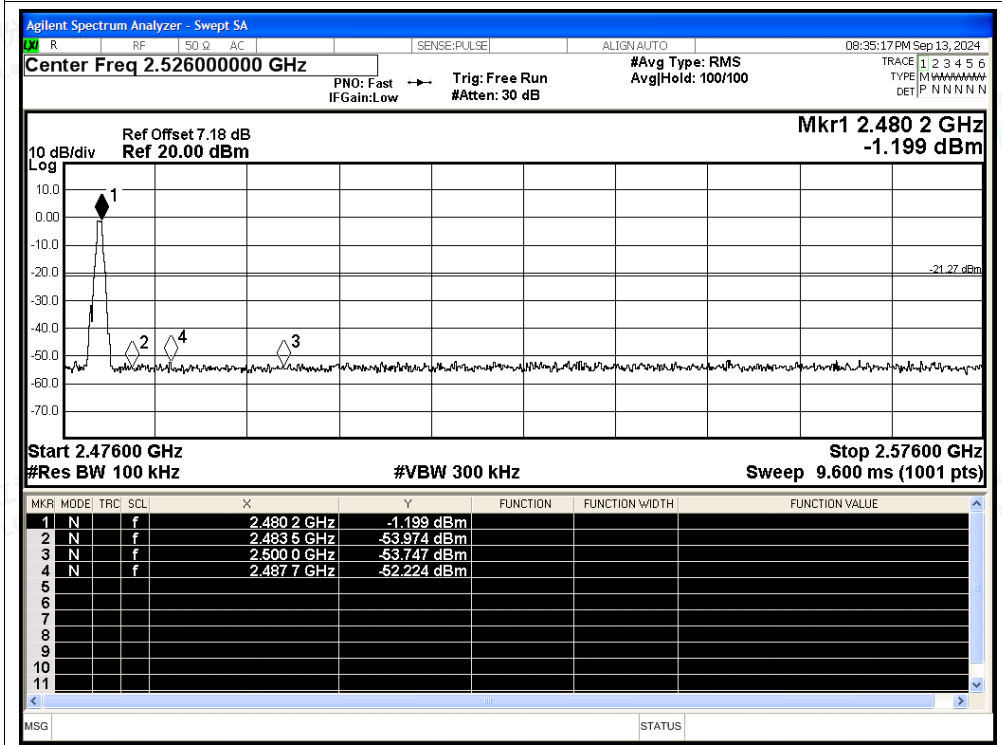 Agilent Spectrum Analyzer - Swept SA
LXI R RF 50 Ω AC SENSE:PULSE ALIGN AUTO 08:35:17 PM Sep 13, 2024
Center Freq 2.526000000 GHz
PNO: Fast
IFGain:Low
Trig: Free Run
#Atten: 30 dB
#Avg Type: RMS
Avg|Hold: 100/100
TRACE 1 2 3 4 5 6
TYPE M
DET P N N N N N
Ref Offset 7.18 dB
10 dB/div Ref 20.00 dBm
Log
Mkr1 2.480 2 GHz
-1.199 dBm
10.0
0.00
-10.0
-20.0
-30.0
-40.0
-50.0
-60.0
-70.0
1
2
4
3
-21.27 dBm
Start 2.47600 GHz Stop 2.57600 GHz
#Res BW 100 kHz #VBW 300 kHz Sweep 9.600 ms (1001 pts)
MKR MODE TRC SCL X Y FUNCTION FUNCTION WIDTH FUNCTION VALUE
1 N f 2.480 2 GHz -1.199 dBm
2 N f 2.483 5 GHz -53.974 dBm
3 N f 2.500 0 GHz -53.747 dBm
4 N f 2.487 7 GHz -52.224 dBm
5
6
7
8
9
10
11
MSG STATUS